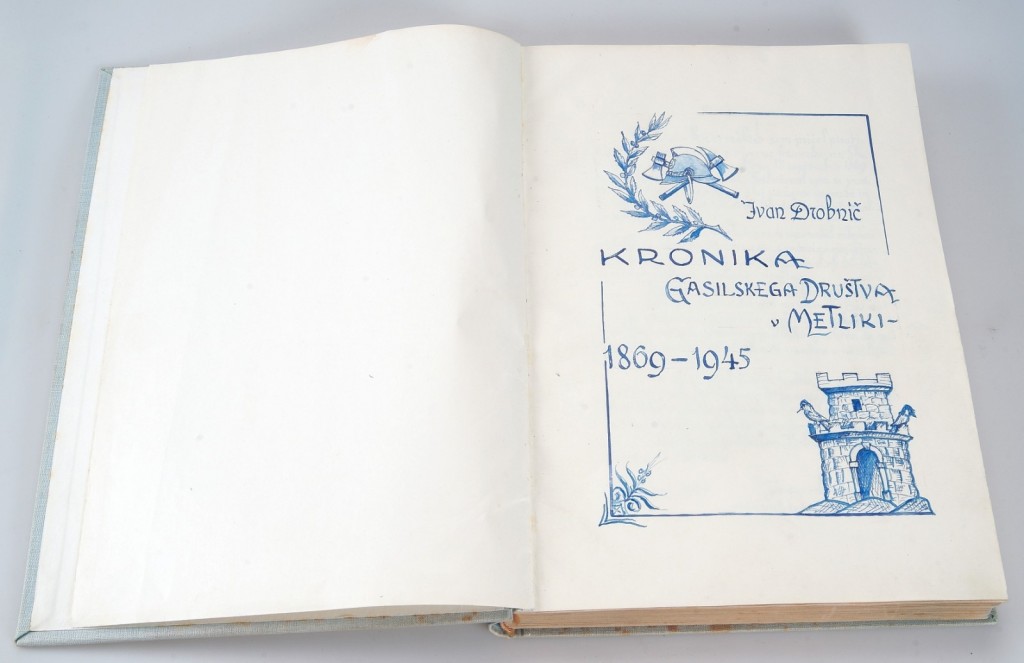 Ivan Drobnič
KRONIKA
GASILSKEGA DRUŠTVA
v METLIKI-
1869-1945